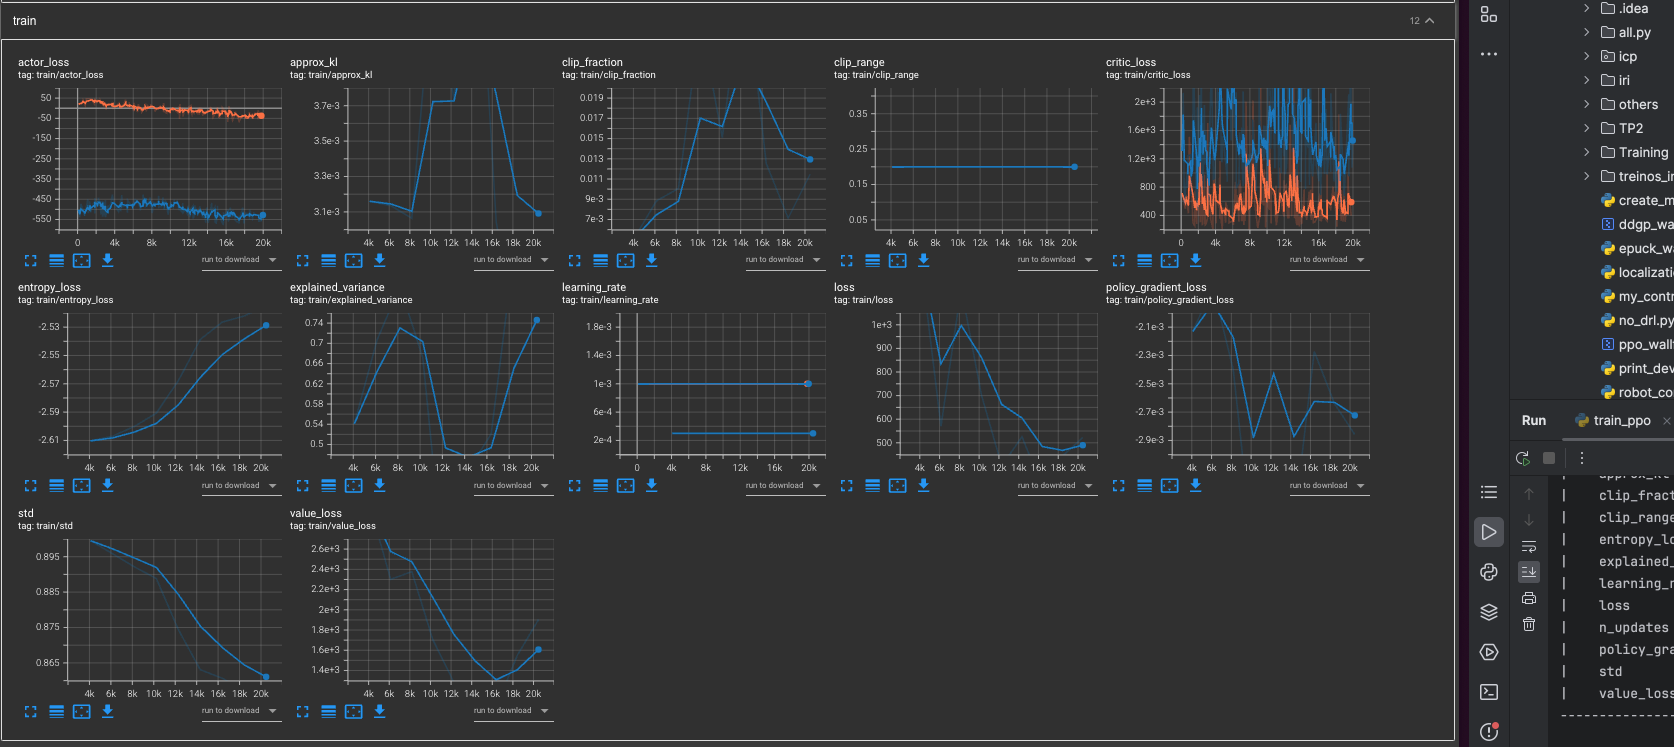 train
12
actor_loss
tag: train/actor_loss
50
-50
-150
-250
-350
-450
-550
0 4k 8k 12k 16k 20k
run to download
approx_kl
tag: train/approx_kl
3.7e-3
3.5e-3
3.3e-3
3.1e-3
4k 6k 8k 10k 12k 14k 16k 18k 20k
run to download
clip_fraction
tag: train/clip_fraction
0.019
0.017
0.015
0.013
0.011
9e-3
7e-3
4k 6k 8k 10k 12k 14k 16k 18k 20k
run to download
clip_range
tag: train/clip_range
0.35
0.25
0.15
0.05
4k 6k 8k 10k 12k 14k 16k 18k 20k
run to download
critic_loss
tag: train/critic_loss
2e+3
1.6e+3
1.2e+3
800
400
0 4k 8k 12k 16k 20k
run to download
entropy_loss
tag: train/entropy_loss
-2.53
-2.55
-2.57
-2.59
-2.61
4k 6k 8k 10k 12k 14k 16k 18k 20k
run to download
explained_variance
tag: train/explained_variance
0.74
0.7
0.66
0.62
0.58
0.54
0.5
4k 6k 8k 10k 12k 14k 16k 18k 20k
run to download
learning_rate
tag: train/learning_rate
1.8e-3
1.4e-3
1e-3
6e-4
2e-4
0 4k 8k 12k 16k 20k
run to download
loss
tag: train/loss
1e+3
900
800
700
600
500
4k 6k 8k 10k 12k 14k 16k 18k 20k
run to download
policy_gradient_loss
tag: train/policy_gradient_loss
-2.1e-3
-2.3e-3
-2.5e-3
-2.7e-3
-2.9e-3
4k 6k 8k 10k 12k 14k 16k 18k 20k
run to download
std
tag: train/std
0.895
0.885
0.875
0.865
4k 6k 8k 10k 12k 14k 16k 18k 20k
run to download
value_loss
tag: train/value_loss
2.6e+3
2.4e+3
2.2e+3
2e+3
1.8e+3
1.6e+3
1.4e+3
4k 6k 8k 10k 12k 14k 16k 18k 20k
run to download
.idea
all.py
icp
iri
others
TP2
Training
treinos_ir
create_m
ddgp_wa
epuck_wa
localizati
my_contr
no_drl.py
ppo_wall
print_dev
robot_co
Run train_ppo
| approx_kl
| clip_fract
| clip_range
| entropy_lo
| explained_
| learning_r
| loss
| n_updates
| policy_gra
| std
| value_loss
--------------